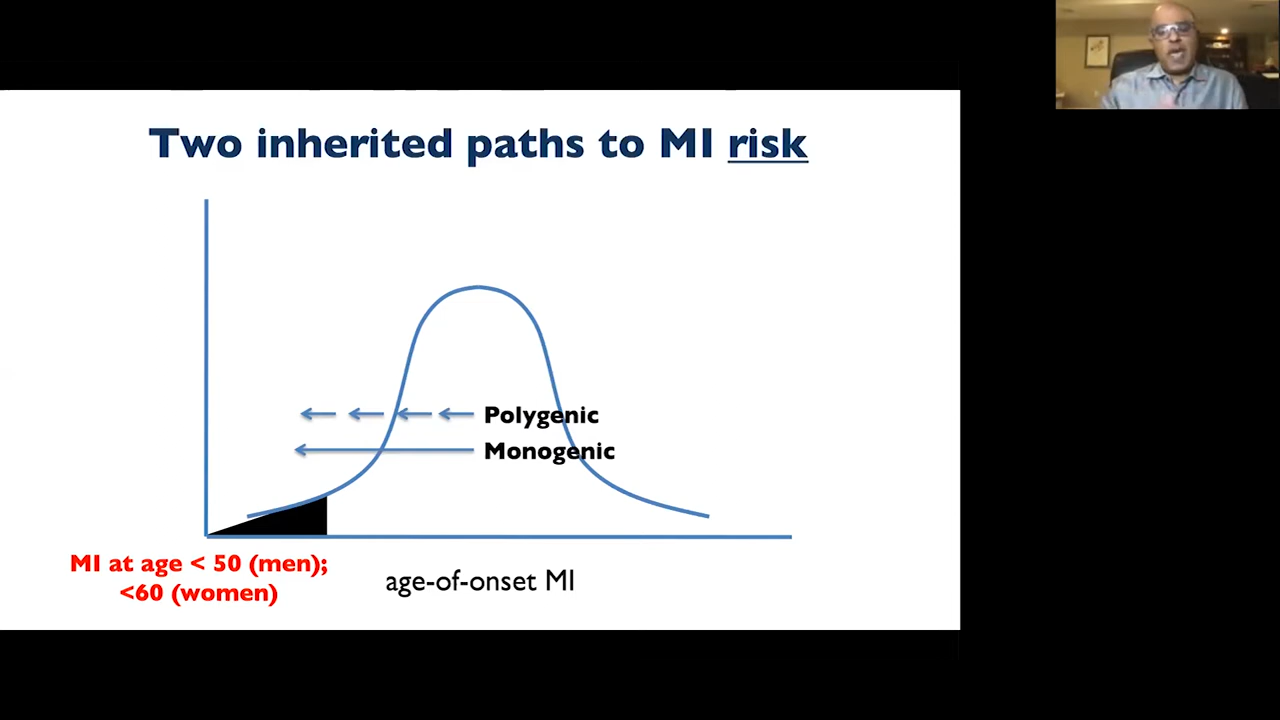 Two inherited paths to MI risk
Polygenic
Monogenic
MI at age < 50 (men);
<60 (women)
age-of-onset MI